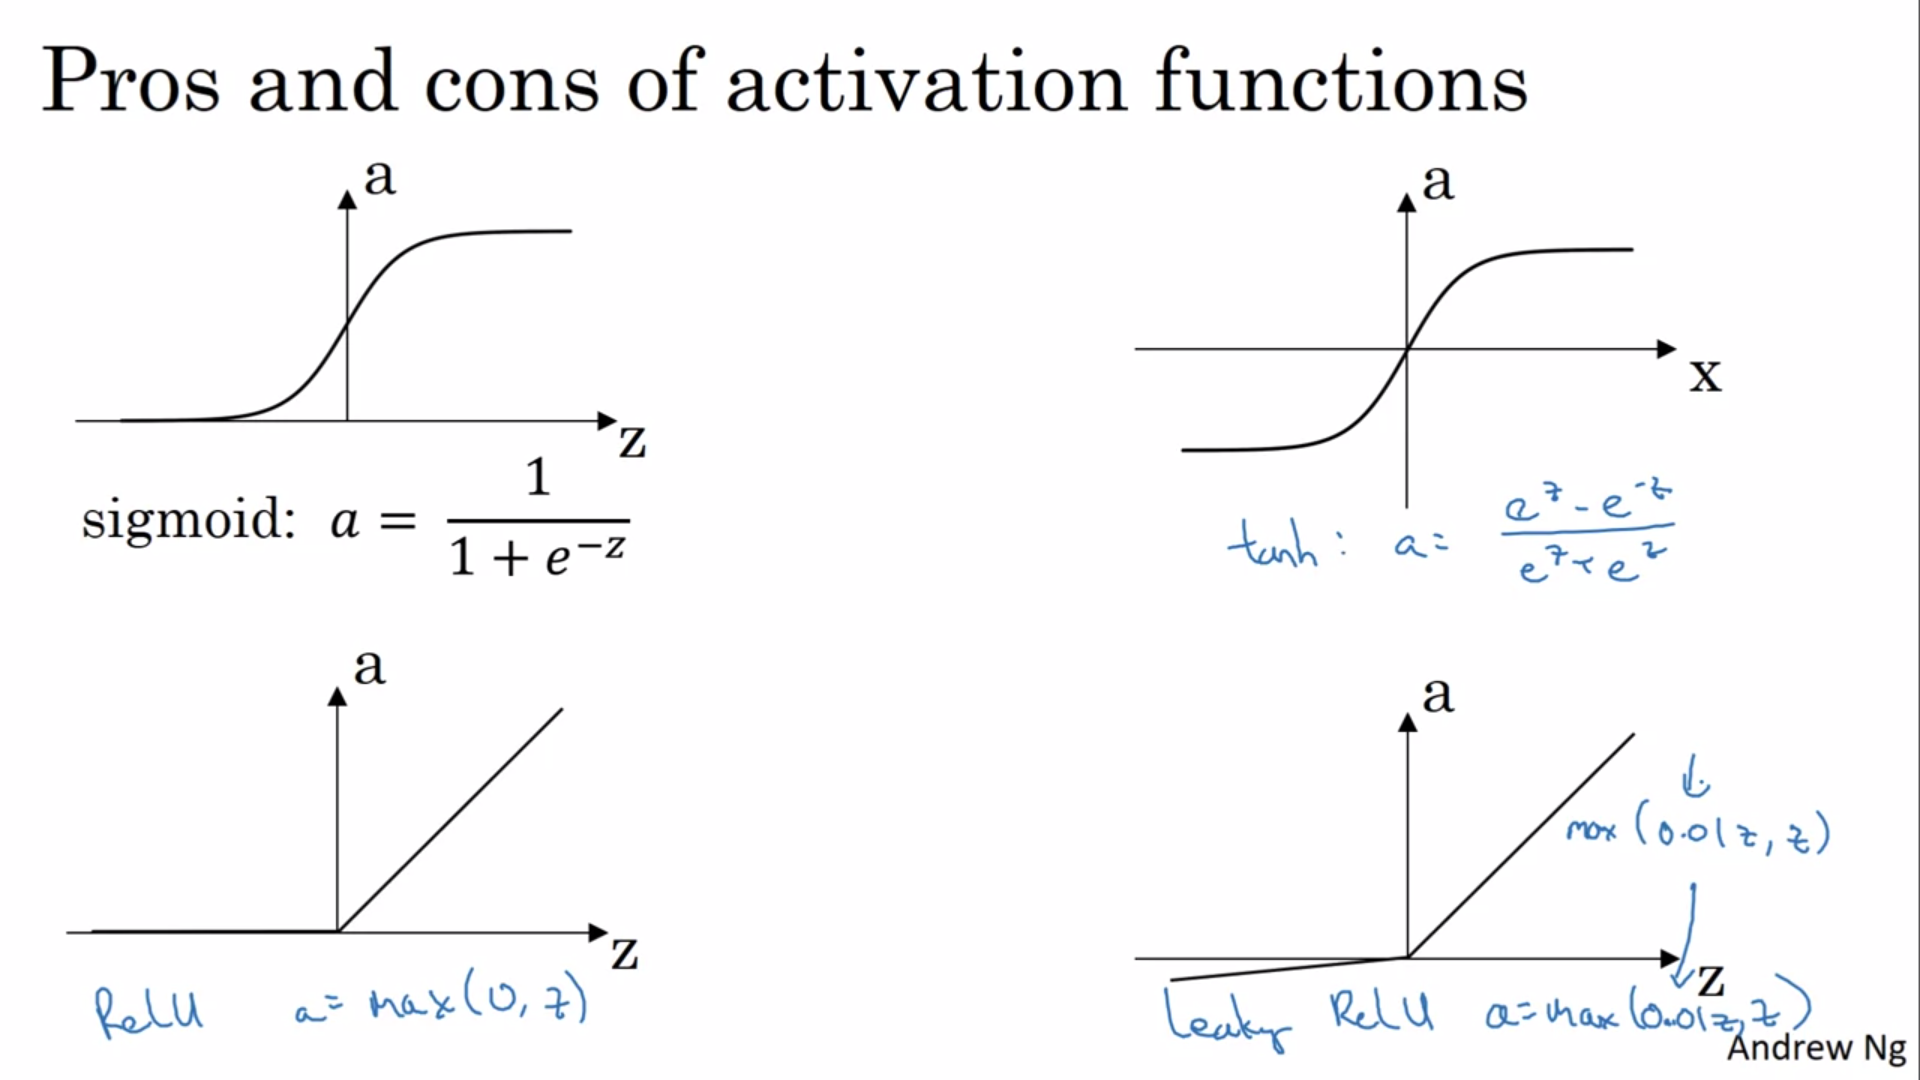 Pros and cons of activation functions
a
z
sigmoid: a = 1 / (1 + e^{-z})
a
x
tanh: a = (e^z - e^{-z}) / (e^z + e^z)
a
z
ReLU a = max(0, z)
a
↓
max (0.01z, z)
z
Leaky ReLU a = max(0.01z, z)
Andrew Ng